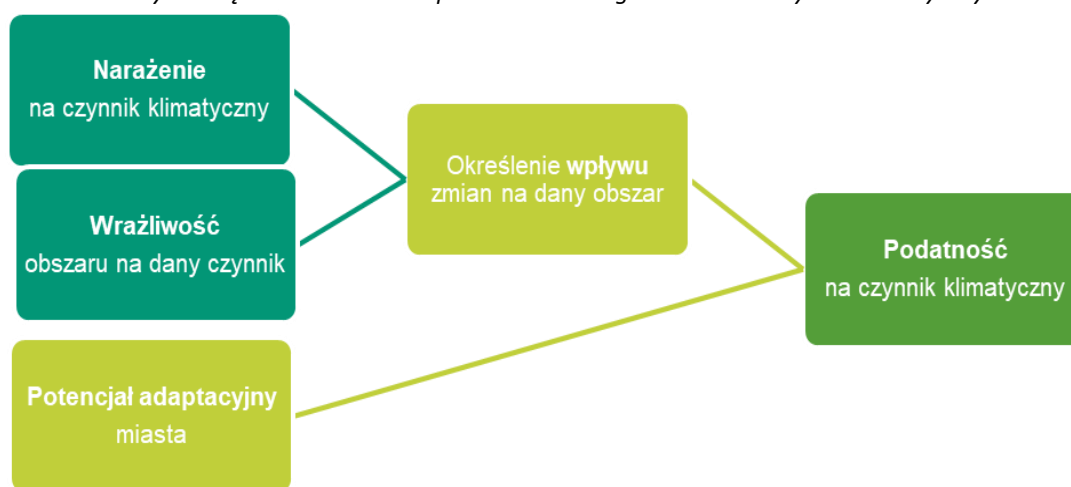 Narażenie
na czynnik klimatyczny
Wrażliwość
obszaru na dany czynnik
Potencjał adaptacyjny
miasta
Określenie wpływu
zmian na dany obszar
Podatność
na czynnik klimatyczny